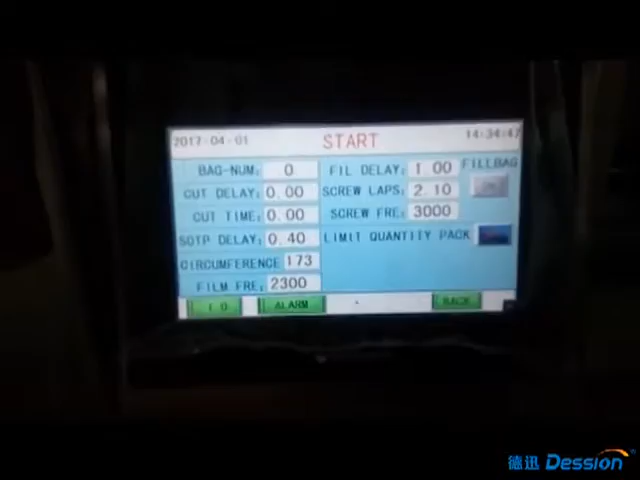 2017-04-01 START 14:34:47
BAG-NUM: 0 FIL DELAY: 1.00 FILLBAG
CUT DELAY: 0.00 SCREW LAPS: 2.10
CUT TIME: 0.00 SCREW FRE: 3000
SOTP DELAY: 0.40 LIMIT QUANTITY PACK
CIRCUMFERENCE 173
FILM FRE: 2300
I O ALARM BACK
德迅 Dession